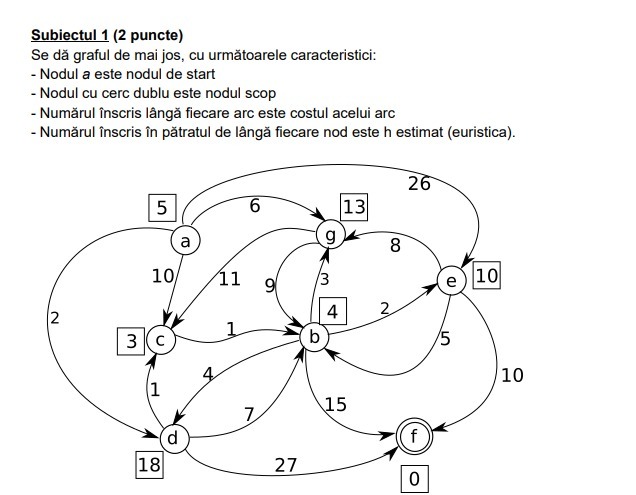 Subiectul 1 (2 puncte)
Se dă graful de mai jos, cu următoarele caracteristici:
- Nodul a este nodul de start
- Nodul cu cerc dublu este nodul scop
- Numărul înscris lângă fiecare arc este costul acelui arc
- Numărul înscris în pătratul de lângă fiecare nod este h estimat (euristica).
26
5
6
13
a
g
8
10
11
9
3
e
10
2
4
2
3
c
1
b
5
1
4
10
7
15
d
f
18
27
0